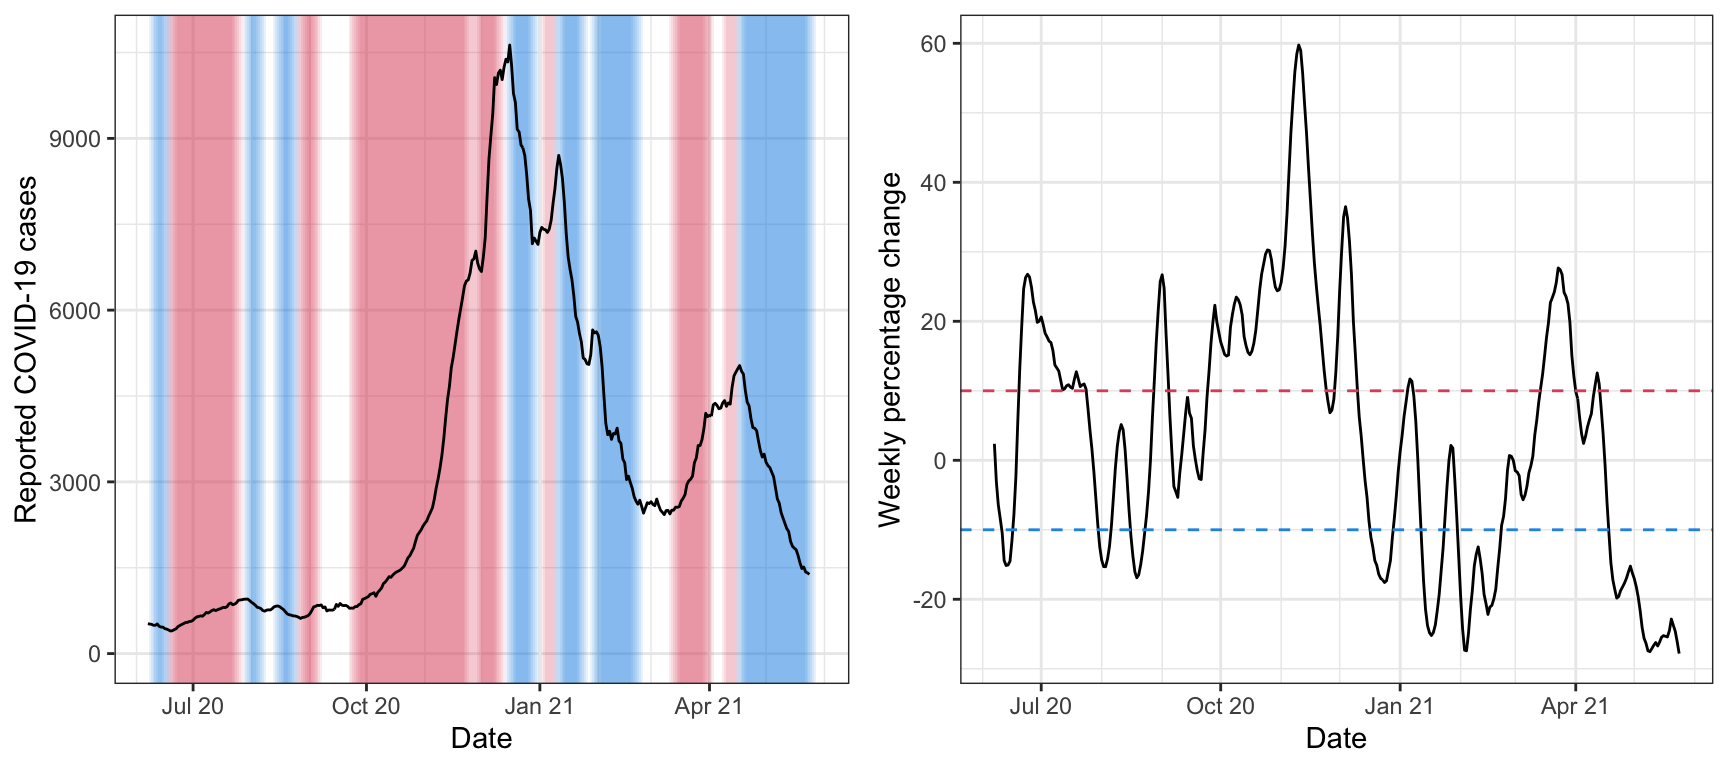 Reported COVID-19 cases
9000
6000
3000
0
Jul 20
Oct 20
Jan 21
Apr 21
Date
Weekly percentage change
60
40
20
0
-20
Jul 20
Oct 20
Jan 21
Apr 21
Date